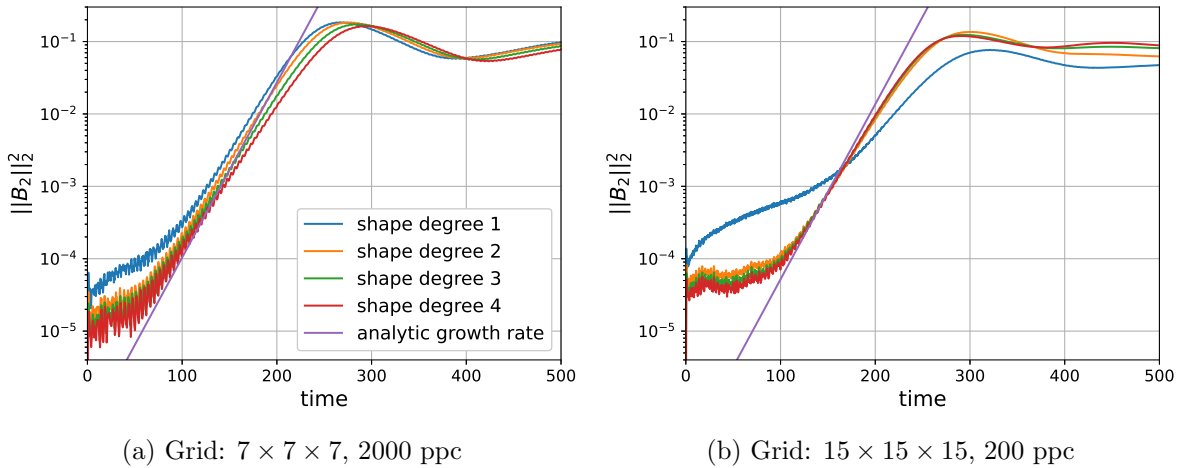 10⁻¹
10⁻²
10⁻³
10⁻⁴
10⁻⁵
||B₂||₂²
0 100 200 300 400 500
time
shape degree 1
shape degree 2
shape degree 3
shape degree 4
analytic growth rate
(a) Grid: 7 × 7 × 7, 2000 ppc
10⁻¹
10⁻²
10⁻³
10⁻⁴
10⁻⁵
||B₂||₂²
0 100 200 300 400 500
time
(b) Grid: 15 × 15 × 15, 200 ppc